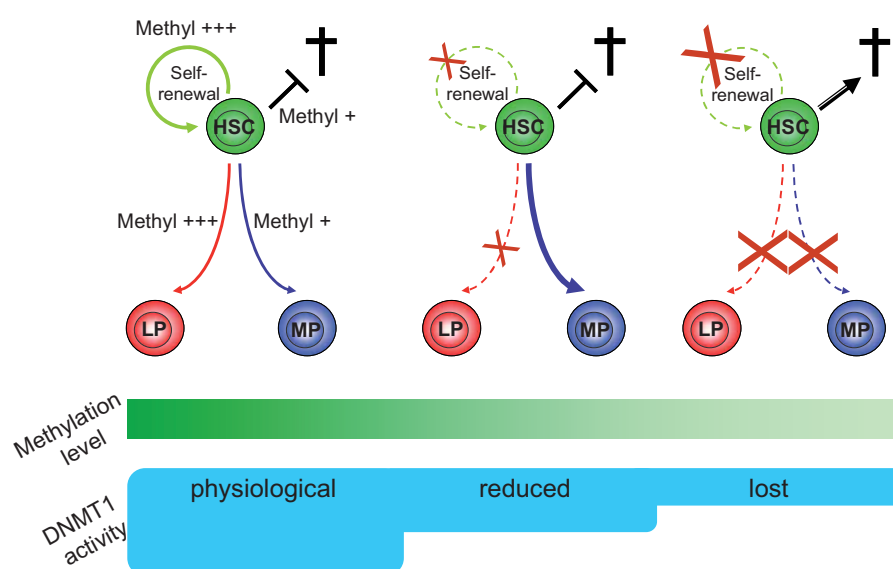 Methyl +++
Self-
renewal
HSC
Methyl +
Methyl +++
Methyl +
LP
MP
Self-
renewal
HSC
LP
MP
Self-
renewal
HSC
LP
MP
Methylation
level
DNMT1
activity
physiological
reduced
lost